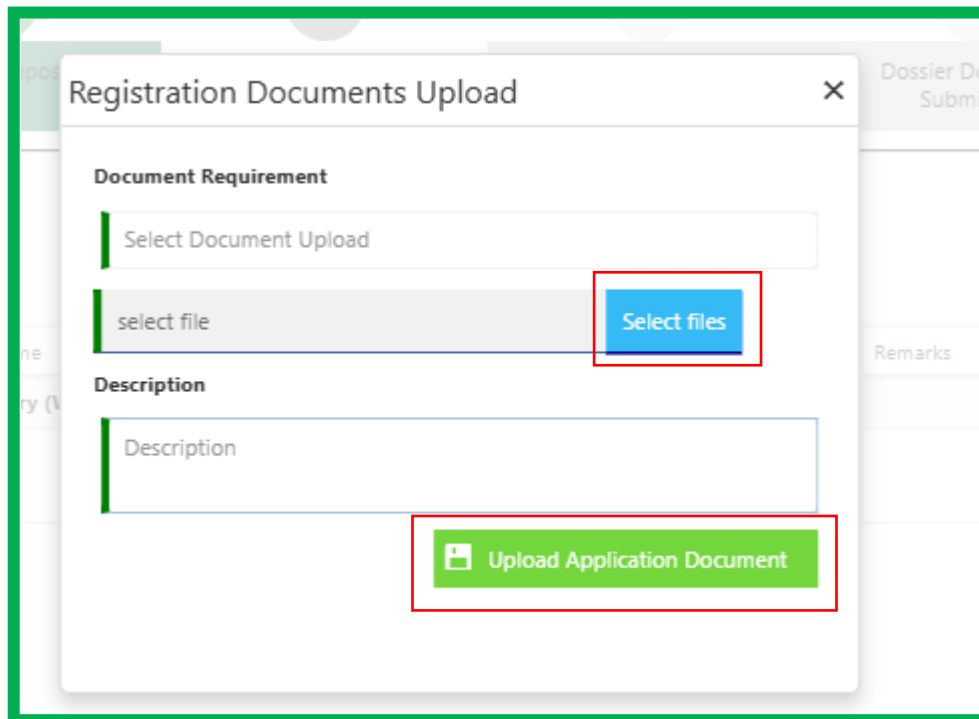 Dossier
Registration Documents Upload
Document Requirement
Select Document Upload
select file
Select files
Remarks
Description
Description
Upload Application Document